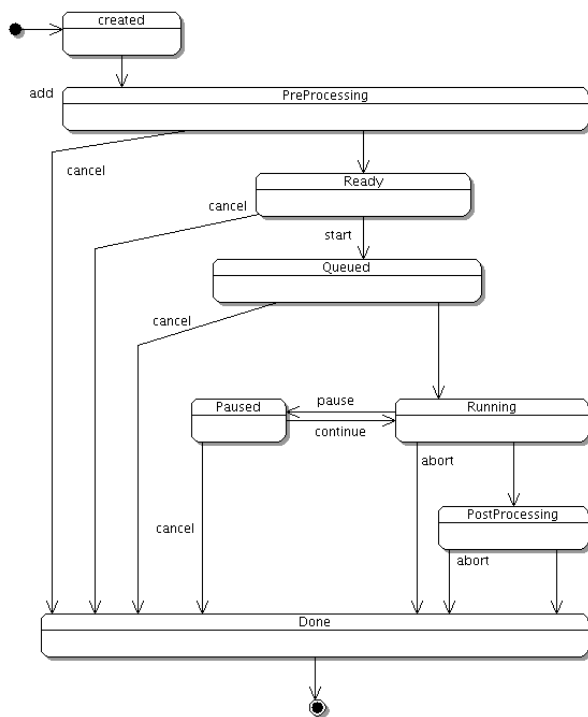 created
add
PreProcessing
cancel
Ready
cancel
start
Queued
cancel
Paused
pause
Running
continue
abort
PostProcessing
cancel
abort
Done